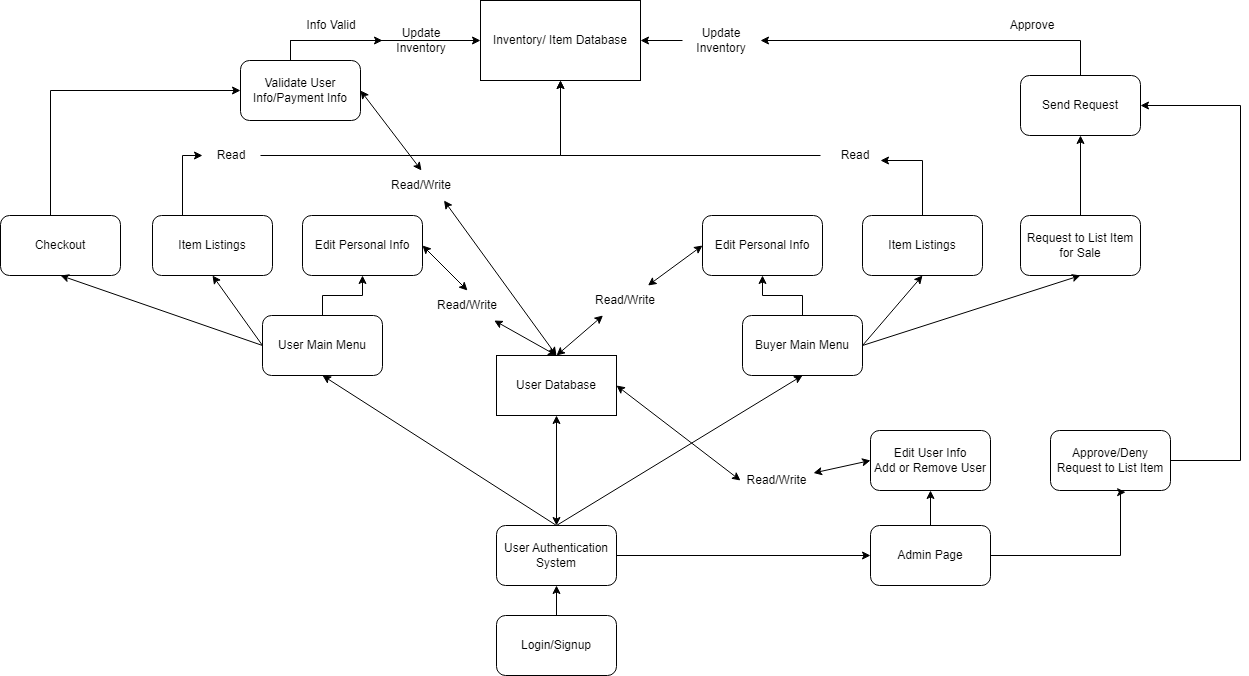 Info Valid
Update
Inventory
Inventory/ Item Database
Update
Inventory
Approve
Validate User
Info/Payment Info
Send Request
Read
Read
Read/Write
Checkout
Item Listings
Edit Personal Info
Edit Personal Info
Item Listings
Request to List Item
for Sale
Read/Write
Read/Write
User Main Menu
Buyer Main Menu
User Database
Edit User Info
Add or Remove User
Approve/Deny
Request to List Item
Read/Write
User Authentication
System
Admin Page
Login/Signup